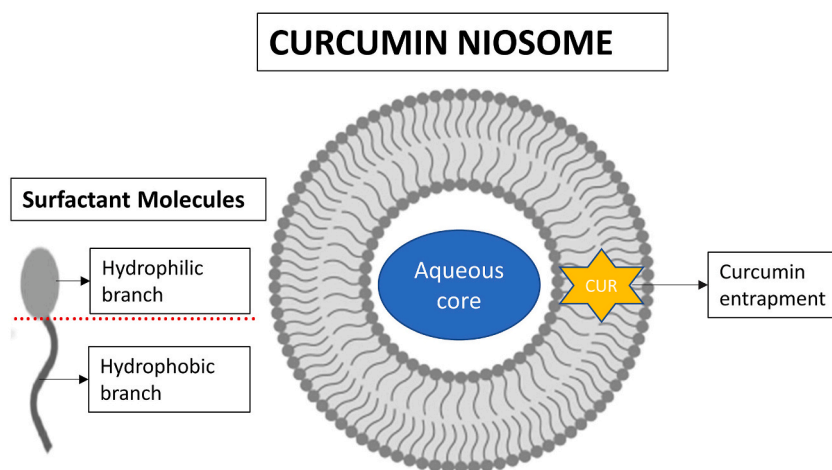 CURCUMIN NIOSOME
Surfactant Molecules
Hydrophilic
branch
Hydrophobic
branch
Aqueous
core
CUR
Curcumin
entrapment